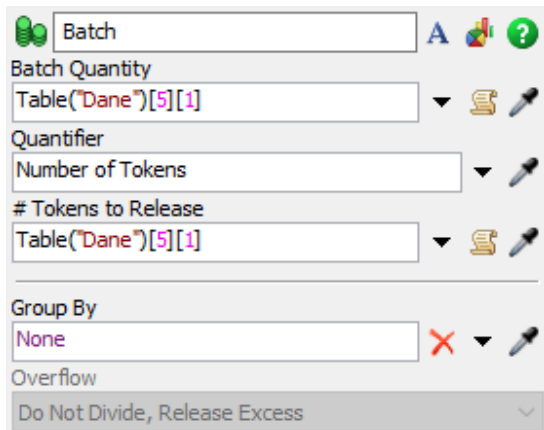 Batch
A
?
Batch Quantity
Table("Dane")[5][1]
Quantifier
Number of Tokens
# Tokens to Release
Table("Dane")[5][1]
Group By
None
Overflow
Do Not Divide, Release Excess